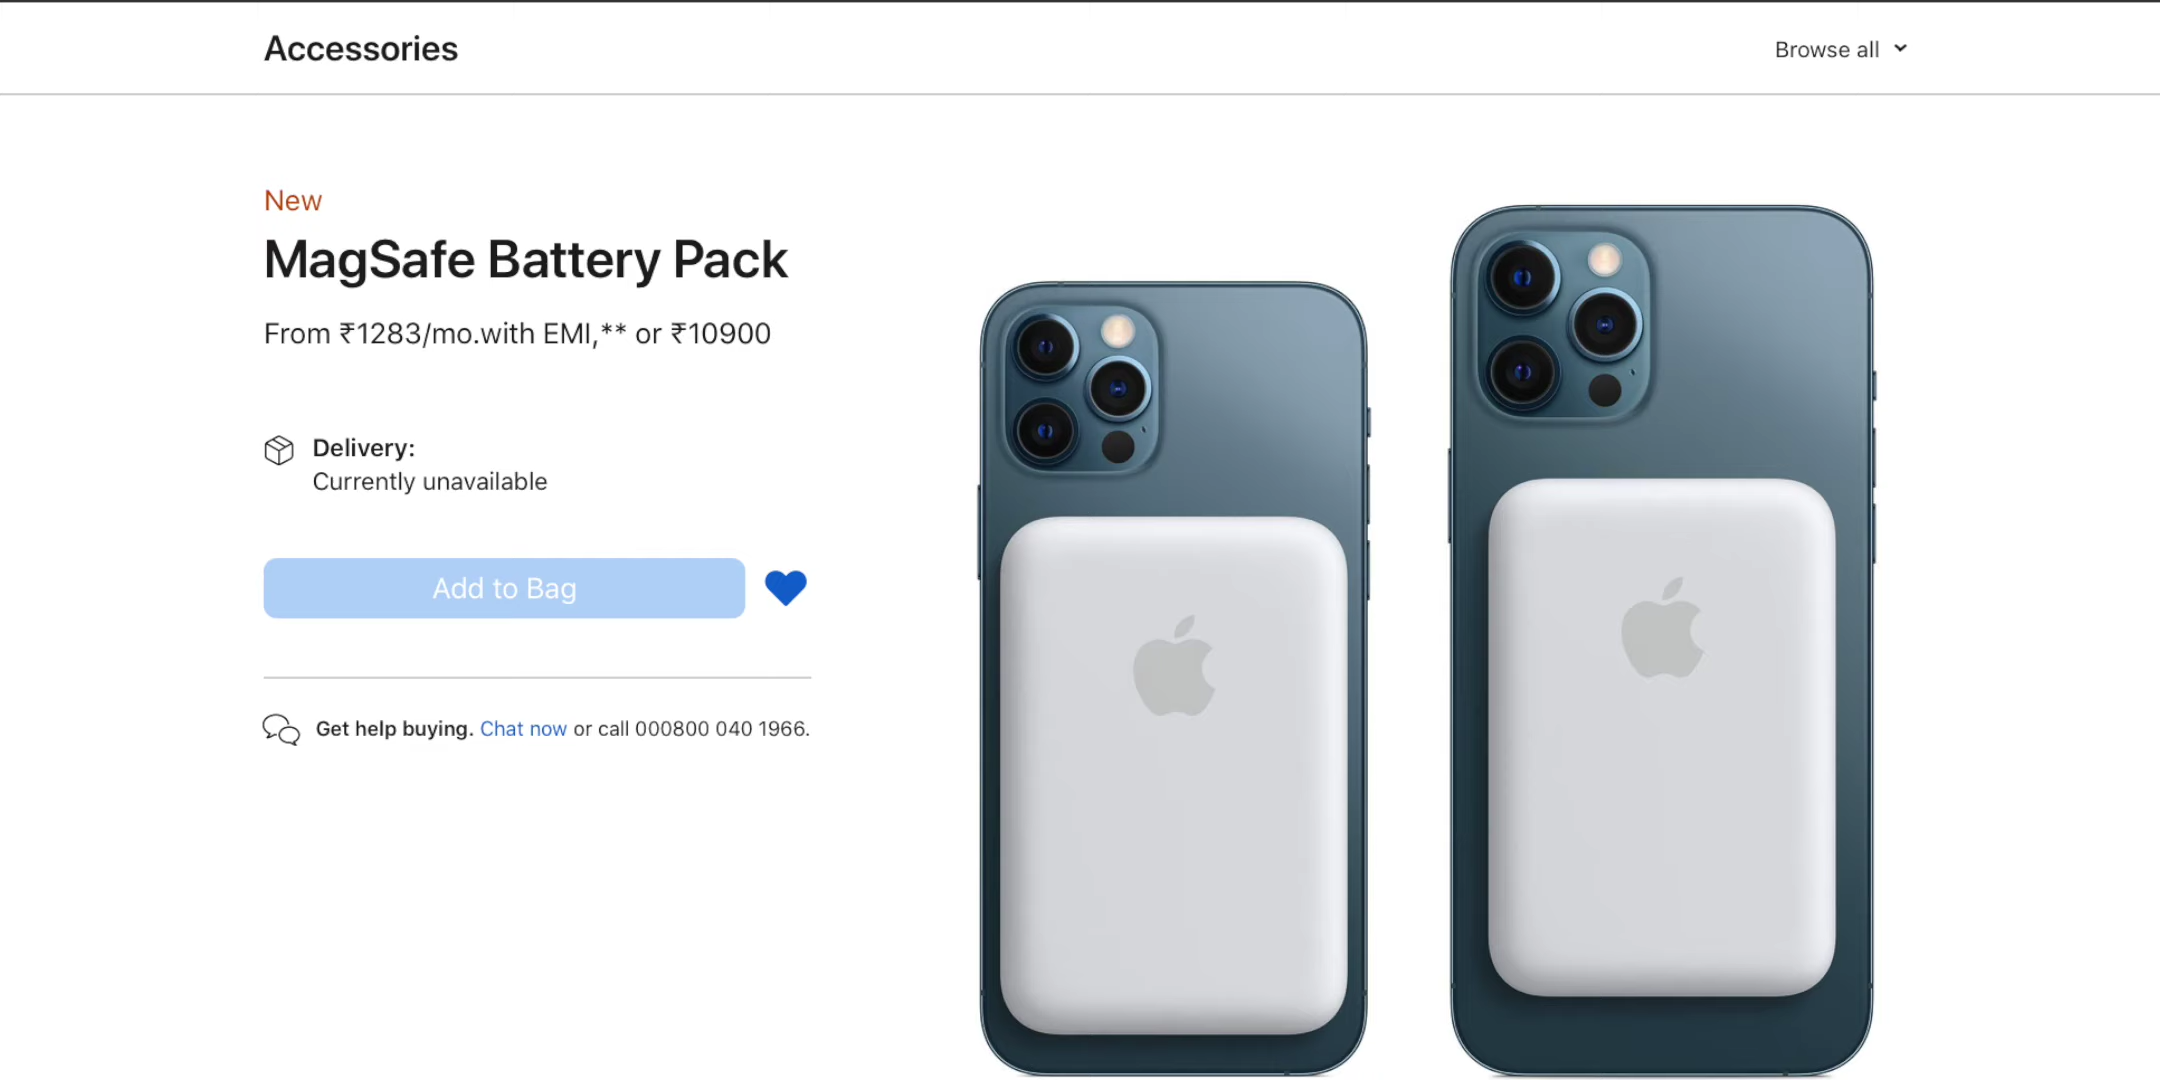 Accessories
Browse all
New
MagSafe Battery Pack
From ₹1283/mo.with EMI,** or ₹10900
Delivery:
Currently unavailable
Add to Bag
Get help buying. Chat now or call 000800 040 1966.